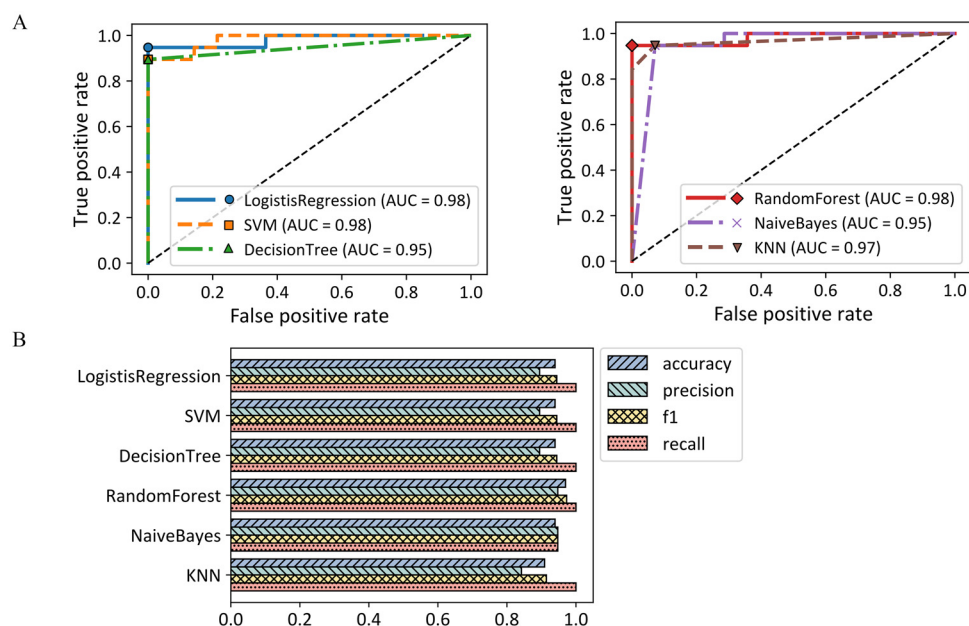 A
True positive rate
1.0
0.8
0.6
0.4
0.2
0.0
LogistisRegression (AUC = 0.98)
SVM (AUC = 0.98)
DecisionTree (AUC = 0.95)
0.0 0.2 0.4 0.6 0.8 1.0
False positive rate
True positive rate
1.0
0.8
0.6
0.4
0.2
0.0
RandomForest (AUC = 0.98)
NaiveBayes (AUC = 0.95)
KNN (AUC = 0.97)
0.0 0.2 0.4 0.6 0.8 1.0
False positive rate
B
LogistisRegression
SVM
DecisionTree
RandomForest
NaiveBayes
KNN
0.0 0.2 0.4 0.6 0.8 1.0
accuracy
precision
f1
recall